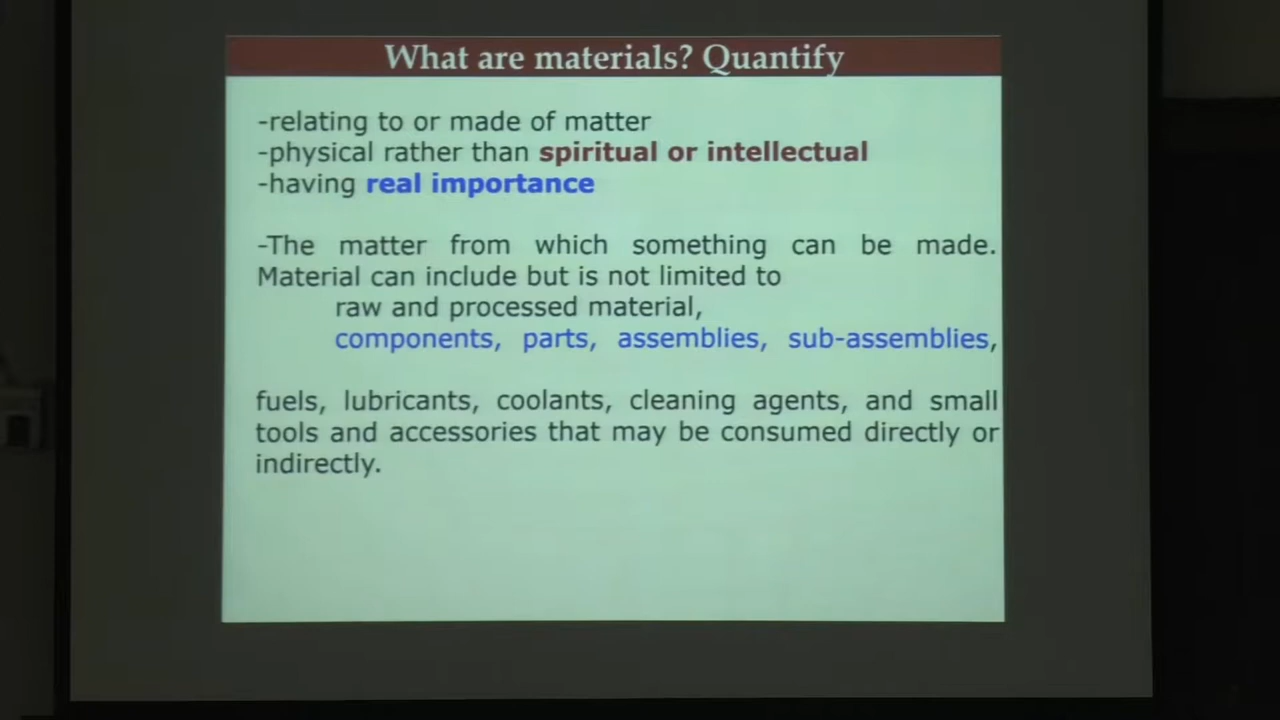 What are materials? Quantify
-relating to or made of matter
-physical rather than spiritual or intellectual
-having real importance
-The matter from which something can be made.
Material can include but is not limited to
raw and processed material,
components, parts, assemblies, sub-assemblies,
fuels, lubricants, coolants, cleaning agents, and small
tools and accessories that may be consumed directly or
indirectly.